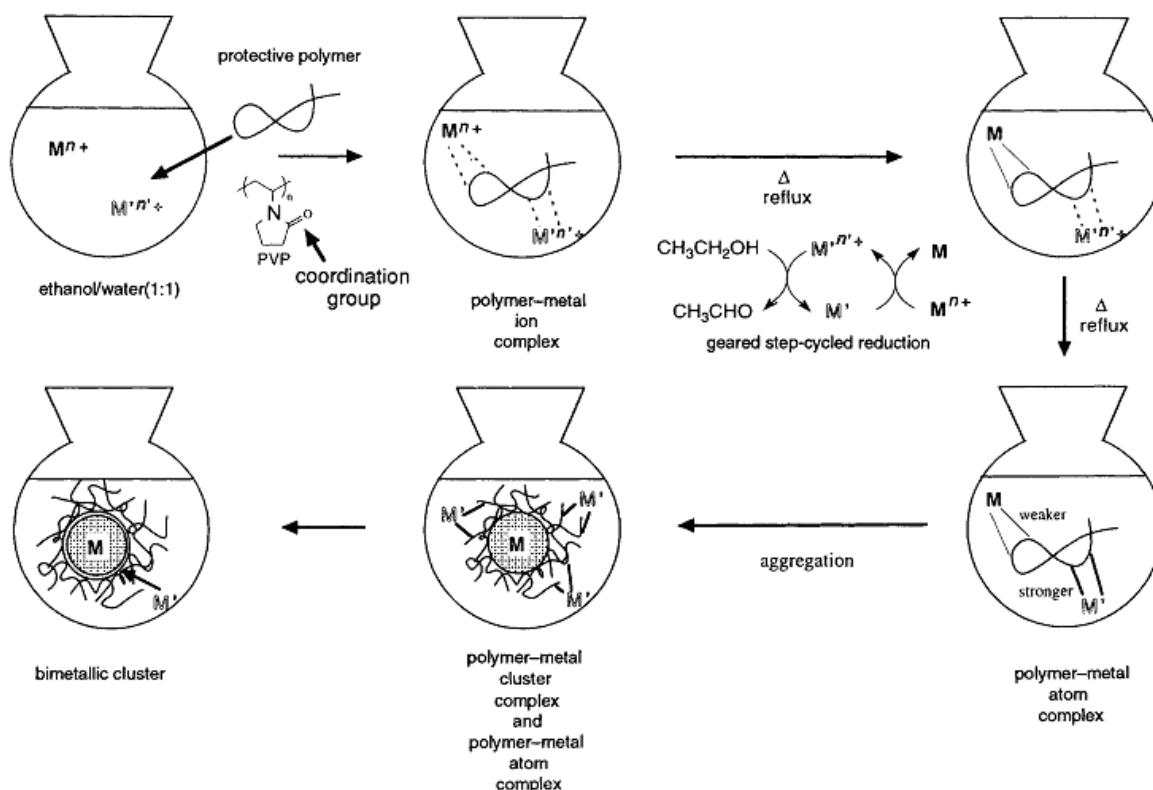 protective polymer
Mⁿ⁺
M'ⁿ'⁺
n
N
O
PVP
coordination
group
ethanol/water(1:1)
Mⁿ⁺
M'ⁿ'⁺
polymer–metal
ion
complex
Δ
reflux
CH₃CH₂OH
M'ⁿ'⁺
M
CH₃CHO
M'
Mⁿ⁺
geared step-cycled reduction
M
M'ⁿ'⁺
Δ
reflux
M
M'
bimetallic cluster
M'
M'
M
M'
polymer–metal
cluster
complex
and
polymer–metal
atom
complex
aggregation
M
weaker
stronger
M'
polymer–metal
atom
complex